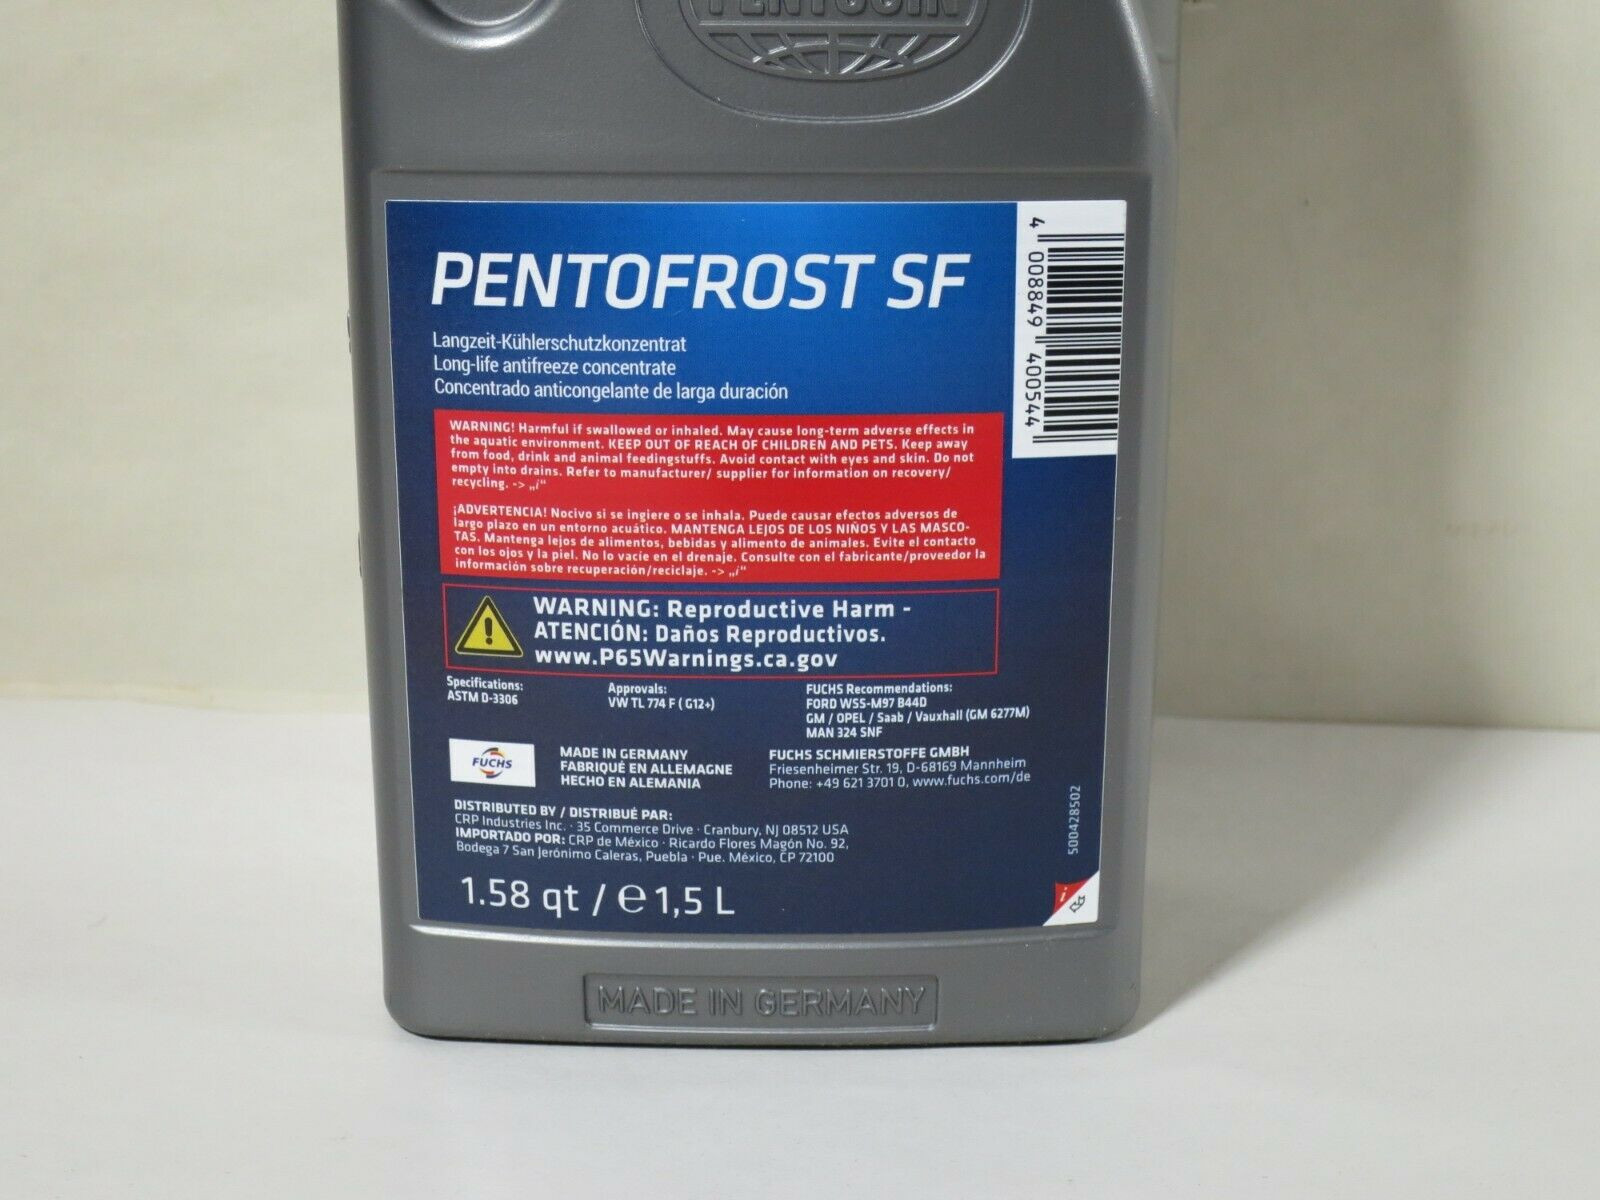 PENTOSIN
PENTOFROST SF
Langzeit-Kühlerschutzkonzentrat
Long-life antifreeze concentrate
Concentrado anticongelante de larga duración
4 008849 400544
WARNING! Harmful if swallowed or inhaled. May cause long-term adverse effects in
the aquatic environment. KEEP OUT OF REACH OF CHILDREN AND PETS. Keep away
from food, drink and animal feedingstuffs. Avoid contact with eyes and skin. Do not
empty into drains. Refer to manufacturer/ supplier for information on recovery/
recycling. -> „i“
¡ADVERTENCIA! Nocivo si se ingiere o se inhala. Puede causar efectos adversos de
largo plazo en un entorno acuático. MANTENGA LEJOS DE LOS NIÑOS Y LAS MASCO-
TAS. Mantenga lejos de alimentos, bebidas y alimento de animales. Evite el contacto
con los ojos y la piel. No lo vacíe en el drenaje. Consulte con el fabricante/proveedor la
información sobre recuperación/reciclaje. -> „i“
WARNING: Reproductive Harm -
ATENCIÓN: Daños Reproductivos.
www.P65Warnings.ca.gov
Specifications:
ASTM D-3306
Approvals:
VW TL 774 F ( G12+)
FUCHS Recommendations:
FORD WSS-M97 B44D
GM / OPEL / Saab / Vauxhall (GM 6277M)
MAN 324 SNF
FUCHS
MADE IN GERMANY
FABRIQUÉ EN ALLEMAGNE
HECHO EN ALEMANIA
FUCHS SCHMIERSTOFFE GMBH
Friesenheimer Str. 19, D-68169 Mannheim
Phone: +49 621 3701 0, www.fuchs.com/de
DISTRIBUTED BY / DISTRIBUÉ PAR:
CRP Industries Inc. · 35 Commerce Drive · Cranbury, NJ 08512 USA
IMPORTADO POR: CRP de México · Ricardo Flores Magón No. 92,
Bodega 7 San Jerónimo Caleras, Puebla · Pue. México, CP 72100
500428502
1.58 qt / ℮ 1,5 L
i
MADE IN GERMANY